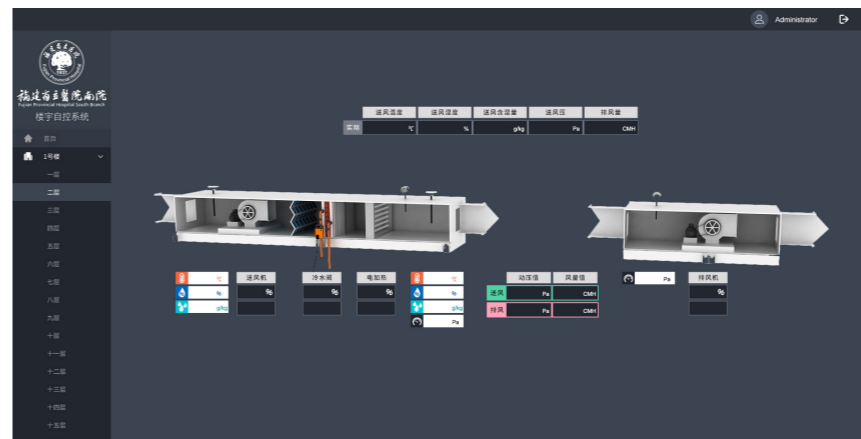 Administrator
Fujian Provincial Hospital
福建省立醫院南院
Fujian Provincial Hospital South Branch
楼宇自控系统
首页
1号楼
一层
二层
三层
四层
五层
六层
七层
八层
九层
十层
十一层
十二层
十三层
十四层
十五层
送风温度 送风湿度 送风含湿量 送风压 排风量
实际 ℃ % g/kg Pa CMH
℃ 送风机 冷水阀 电加热 ℃ 动压值 风量值 Pa 排风机
% % % % % 送风 Pa CMH %
g/kg g/kg 排风 Pa CMH
Pa